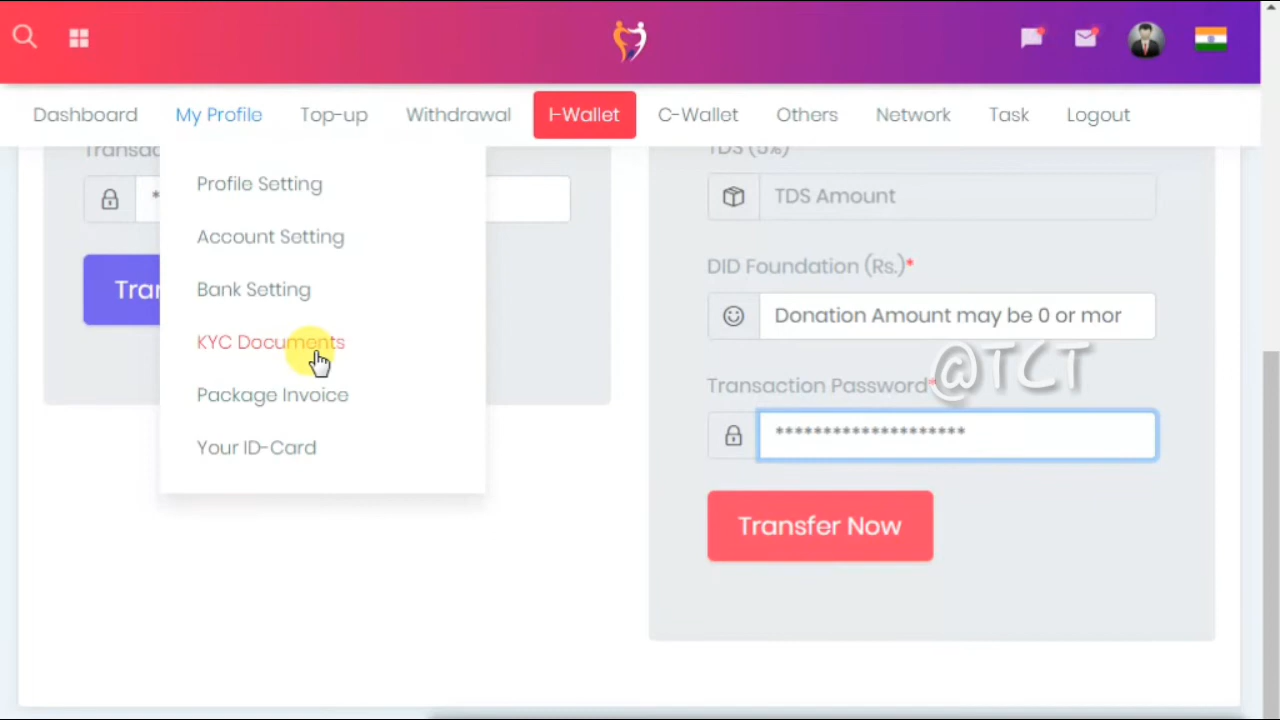 Dashboard My Profile Top-up Withdrawal I-Wallet C-Wallet Others Network Task Logout
TDS (5%)
Profile Setting
*
TDS Amount
Account Setting
DID Foundation (Rs.)*
Bank Setting
Donation Amount may be 0 or mor
KYC Documents
@TCT
Transaction Password*
Package Invoice
********************
Your ID-Card
Transfer Now